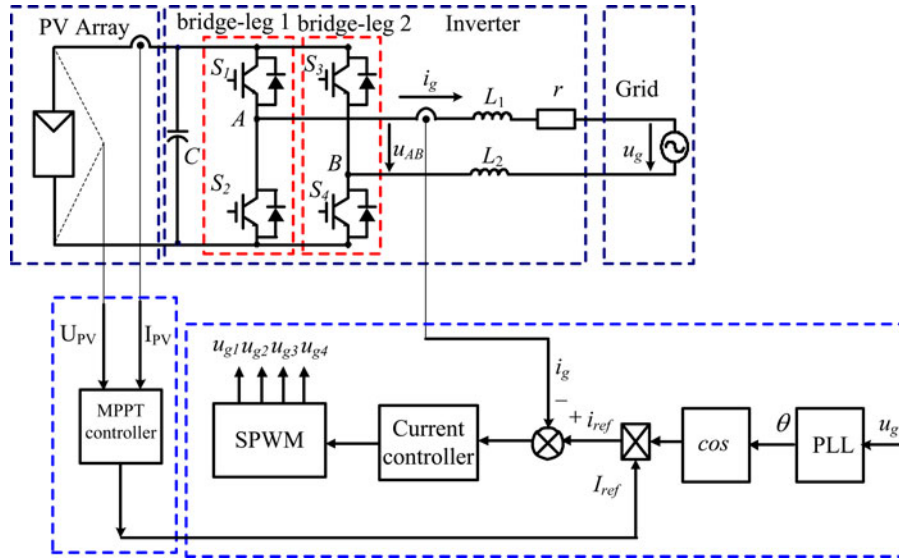 PV Array
bridge-leg 1
bridge-leg 2
Inverter
S1
S3
ig
L1
r
Grid
A
C
uAB
ug
B
L2
S2
S4
UPV
IPV
ug1 ug2 ug3 ug4
ig
MPPT
controller
SPWM
Current
controller
−
+ iref
cos
θ
PLL
ug
Iref